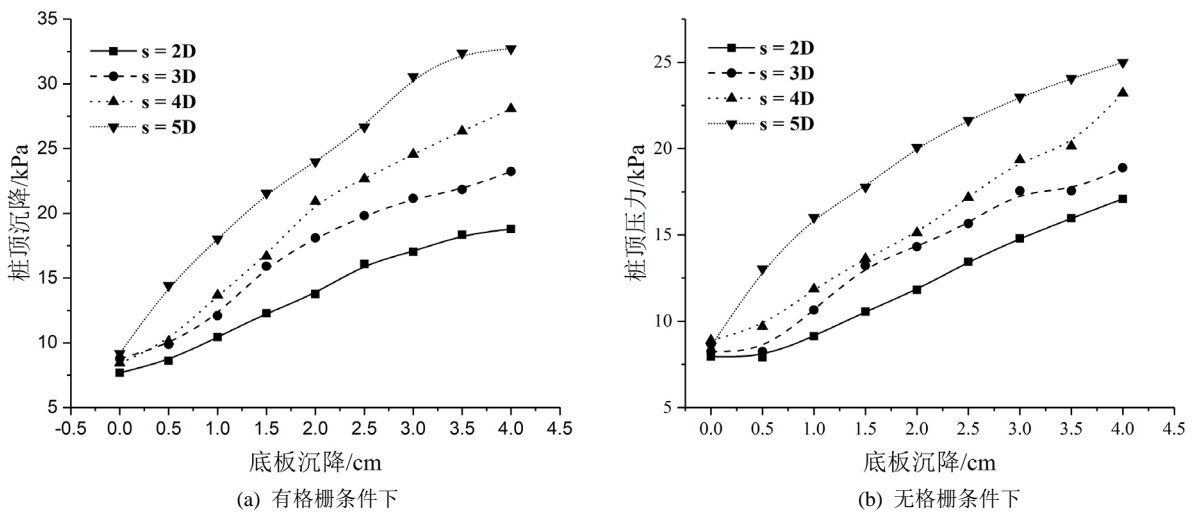 35
30
25
20
15
10
5
桩顶沉降/kPa
s = 2D
s = 3D
s = 4D
s = 5D
-0.5 0.0 0.5 1.0 1.5 2.0 2.5 3.0 3.5 4.0 4.5
底板沉降/cm
(a) 有格栅条件下
25
20
15
10
5
桩顶压力/kPa
s = 2D
s = 3D
s = 4D
s = 5D
0.0 0.5 1.0 1.5 2.0 2.5 3.0 3.5 4.0 4.5
底板沉降/cm
(b) 无格栅条件下